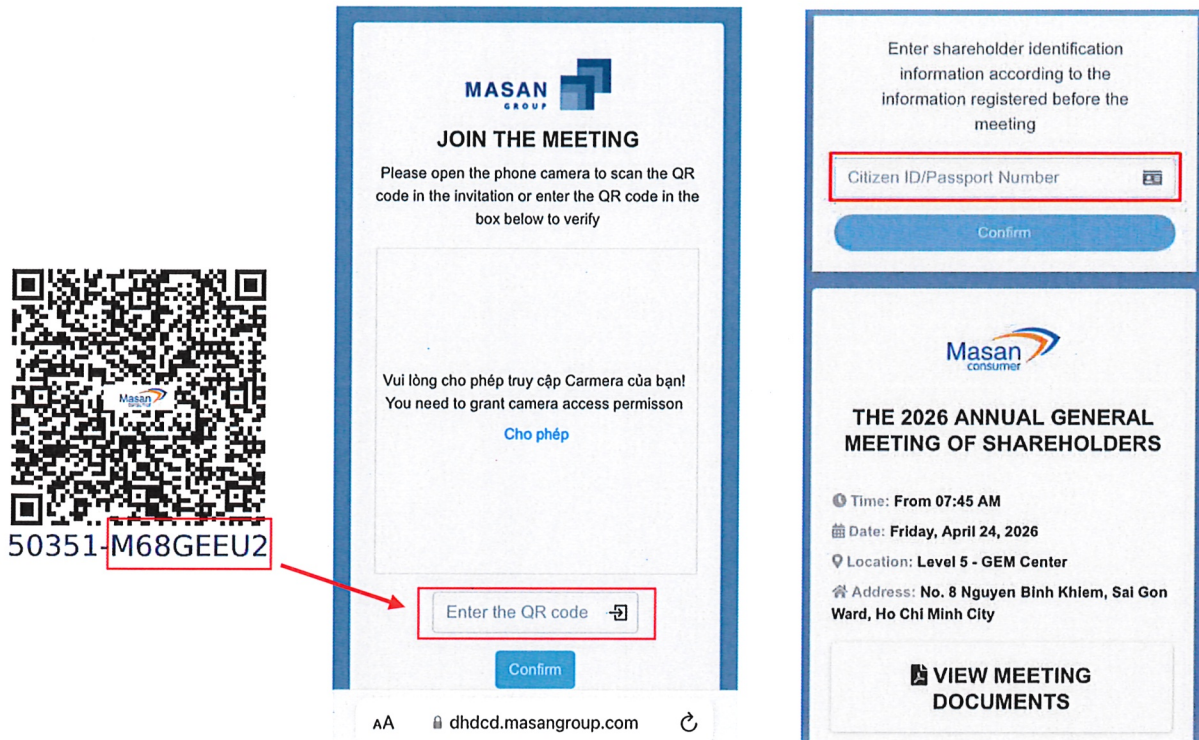 Masan
consumer
50351-M68GEEU2
MASAN
GROUP
JOIN THE MEETING
Please open the phone camera to scan the QR
code in the invitation or enter the QR code in the
box below to verify
Vui lòng cho phép truy cập Carmera của bạn!
You need to grant camera access permisson
Cho phép
Enter the QR code
Confirm
AA dhdcd.masangroup.com
Enter shareholder identification
information according to the
information registered before the
meeting
Citizen ID/Passport Number
Confirm
Masan
consumer
THE 2026 ANNUAL GENERAL
MEETING OF SHAREHOLDERS
Time: From 07:45 AM
Date: Friday, April 24, 2026
Location: Level 5 - GEM Center
Address: No. 8 Nguyen Binh Khiem, Sai Gon
Ward, Ho Chi Minh City
VIEW MEETING
DOCUMENTS